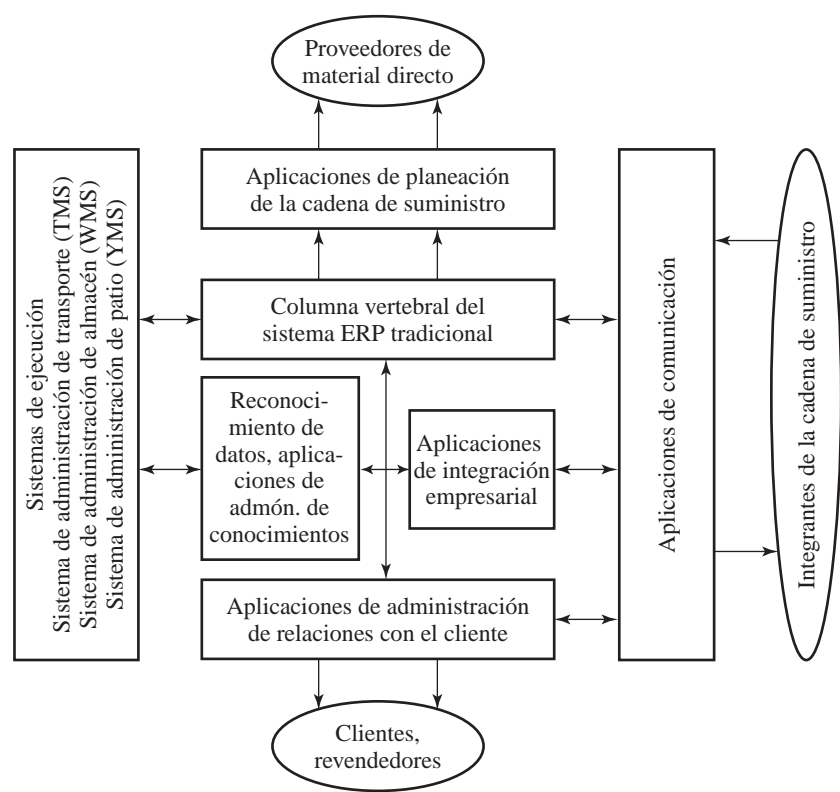 Proveedores de
material directo
Aplicaciones de planeación
de la cadena de suministro
Sistemas de ejecución
Sistema de administración de transporte (TMS)
Sistema de administración de almacén (WMS)
Sistema de administración de patio (YMS)
Columna vertebral del
sistema ERP tradicional
Reconoci-
miento de
datos, aplica-
ciones de
admón. de
conocimientos
Aplicaciones
de integración
empresarial
Aplicaciones de comunicación
Integrantes de la cadena de suministro
Aplicaciones de administración
de relaciones con el cliente
Clientes,
revendedores